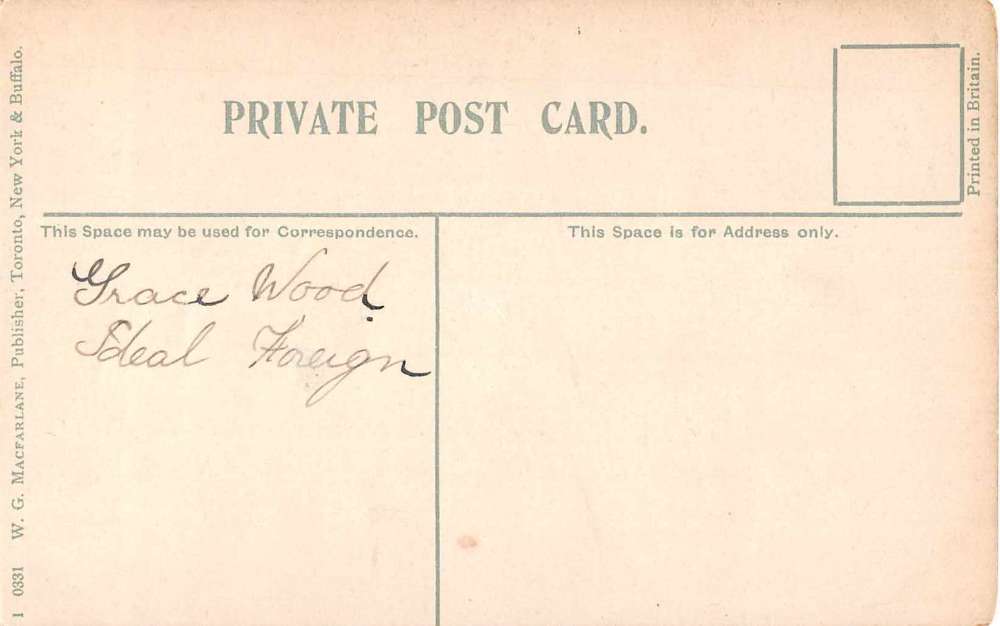 PRIVATE POST CARD.
Printed in Britain.
This Space may be used for Correspondence.
This Space is for Address only.
Grace Wood
Ideal Foreign
1 0331 W. G. MACFARLANE, Publisher, Toronto, New York & Buffalo.